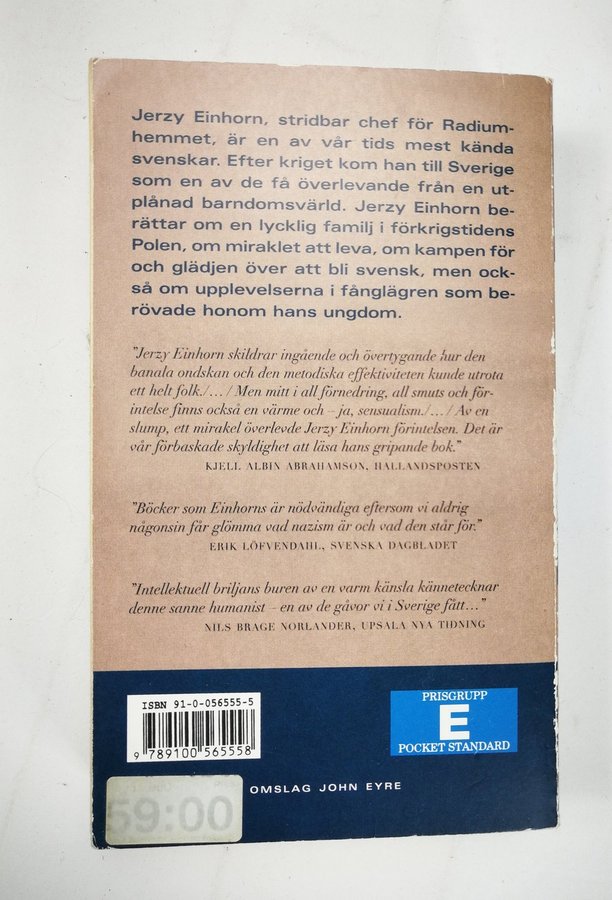 Jerzy Einhorn, stridbar chef för Radium-
hemmet, är en av vår tids mest kända
svenskar. Efter kriget kom han till Sverige
som en av de få överlevande från en ut-
plånad barndomsvärld. Jerzy Einhorn be-
rättar om en lycklig familj i förkrigstidens
Polen, om miraklet att leva, om kampen för
och glädjen över att bli svensk, men ock-
så om upplevelserna i fånglägren som be-
rövade honom hans ungdom.
"Jerzy Einhorn skildrar ingående och övertygande hur den
banala ondskan och den metodiska effektiviteten kunde utrota
ett helt folk./…/ Men mitt i all förnedring, all smuts och för-
intelse finns också en värme och – ja, sensualism./…/ Av en
slump, ett mirakel överlevde Jerzy Einhorn förintelsen. Det är
vår förbaskade skyldighet att läsa hans gripande bok."
KJELL ALBIN ABRAHAMSON, HALLANDSPOSTEN
"Böcker som Einhorns är nödvändiga eftersom vi aldrig
någonsin får glömma vad nazism är och vad den står för."
ERIK LÖFVENDAHL, SVENSKA DAGBLADET
"Intellektuell briljans buren av en varm känsla kännetecknar
denne sanne humanist – en av de gåvor vi i Sverige fått…"
NILS BRAGE NORLANDER, UPSALA NYA TIDNING
ISBN 91-0-056555-5
9 789100 565558
PRISGRUPP
E
POCKET STANDARD
OMSLAG JOHN EYRE
59:00